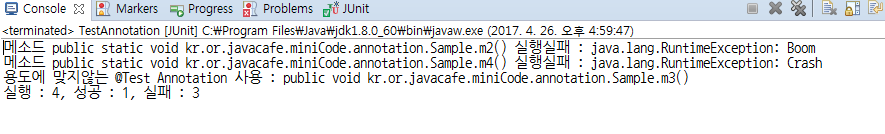 Console Markers Progress Problems JUnit
<terminated> TestAnnotation [JUnit] C:\Program Files\Java\jdk1.8.0_60\bin\javaw.exe (2017. 4. 26. 오후 4:59:47)
메소드 public static void kr.or.javacafe.miniCode.annotation.Sample.m2() 실행실패 : java.lang.RuntimeException: Boom
메소드 public static void kr.or.javacafe.miniCode.annotation.Sample.m4() 실행실패 : java.lang.RuntimeException: Crash
용도에 맞지않는 @Test Annotation 사용 : public void kr.or.javacafe.miniCode.annotation.Sample.m3()
실행 : 4, 성공 : 1, 실패 : 3